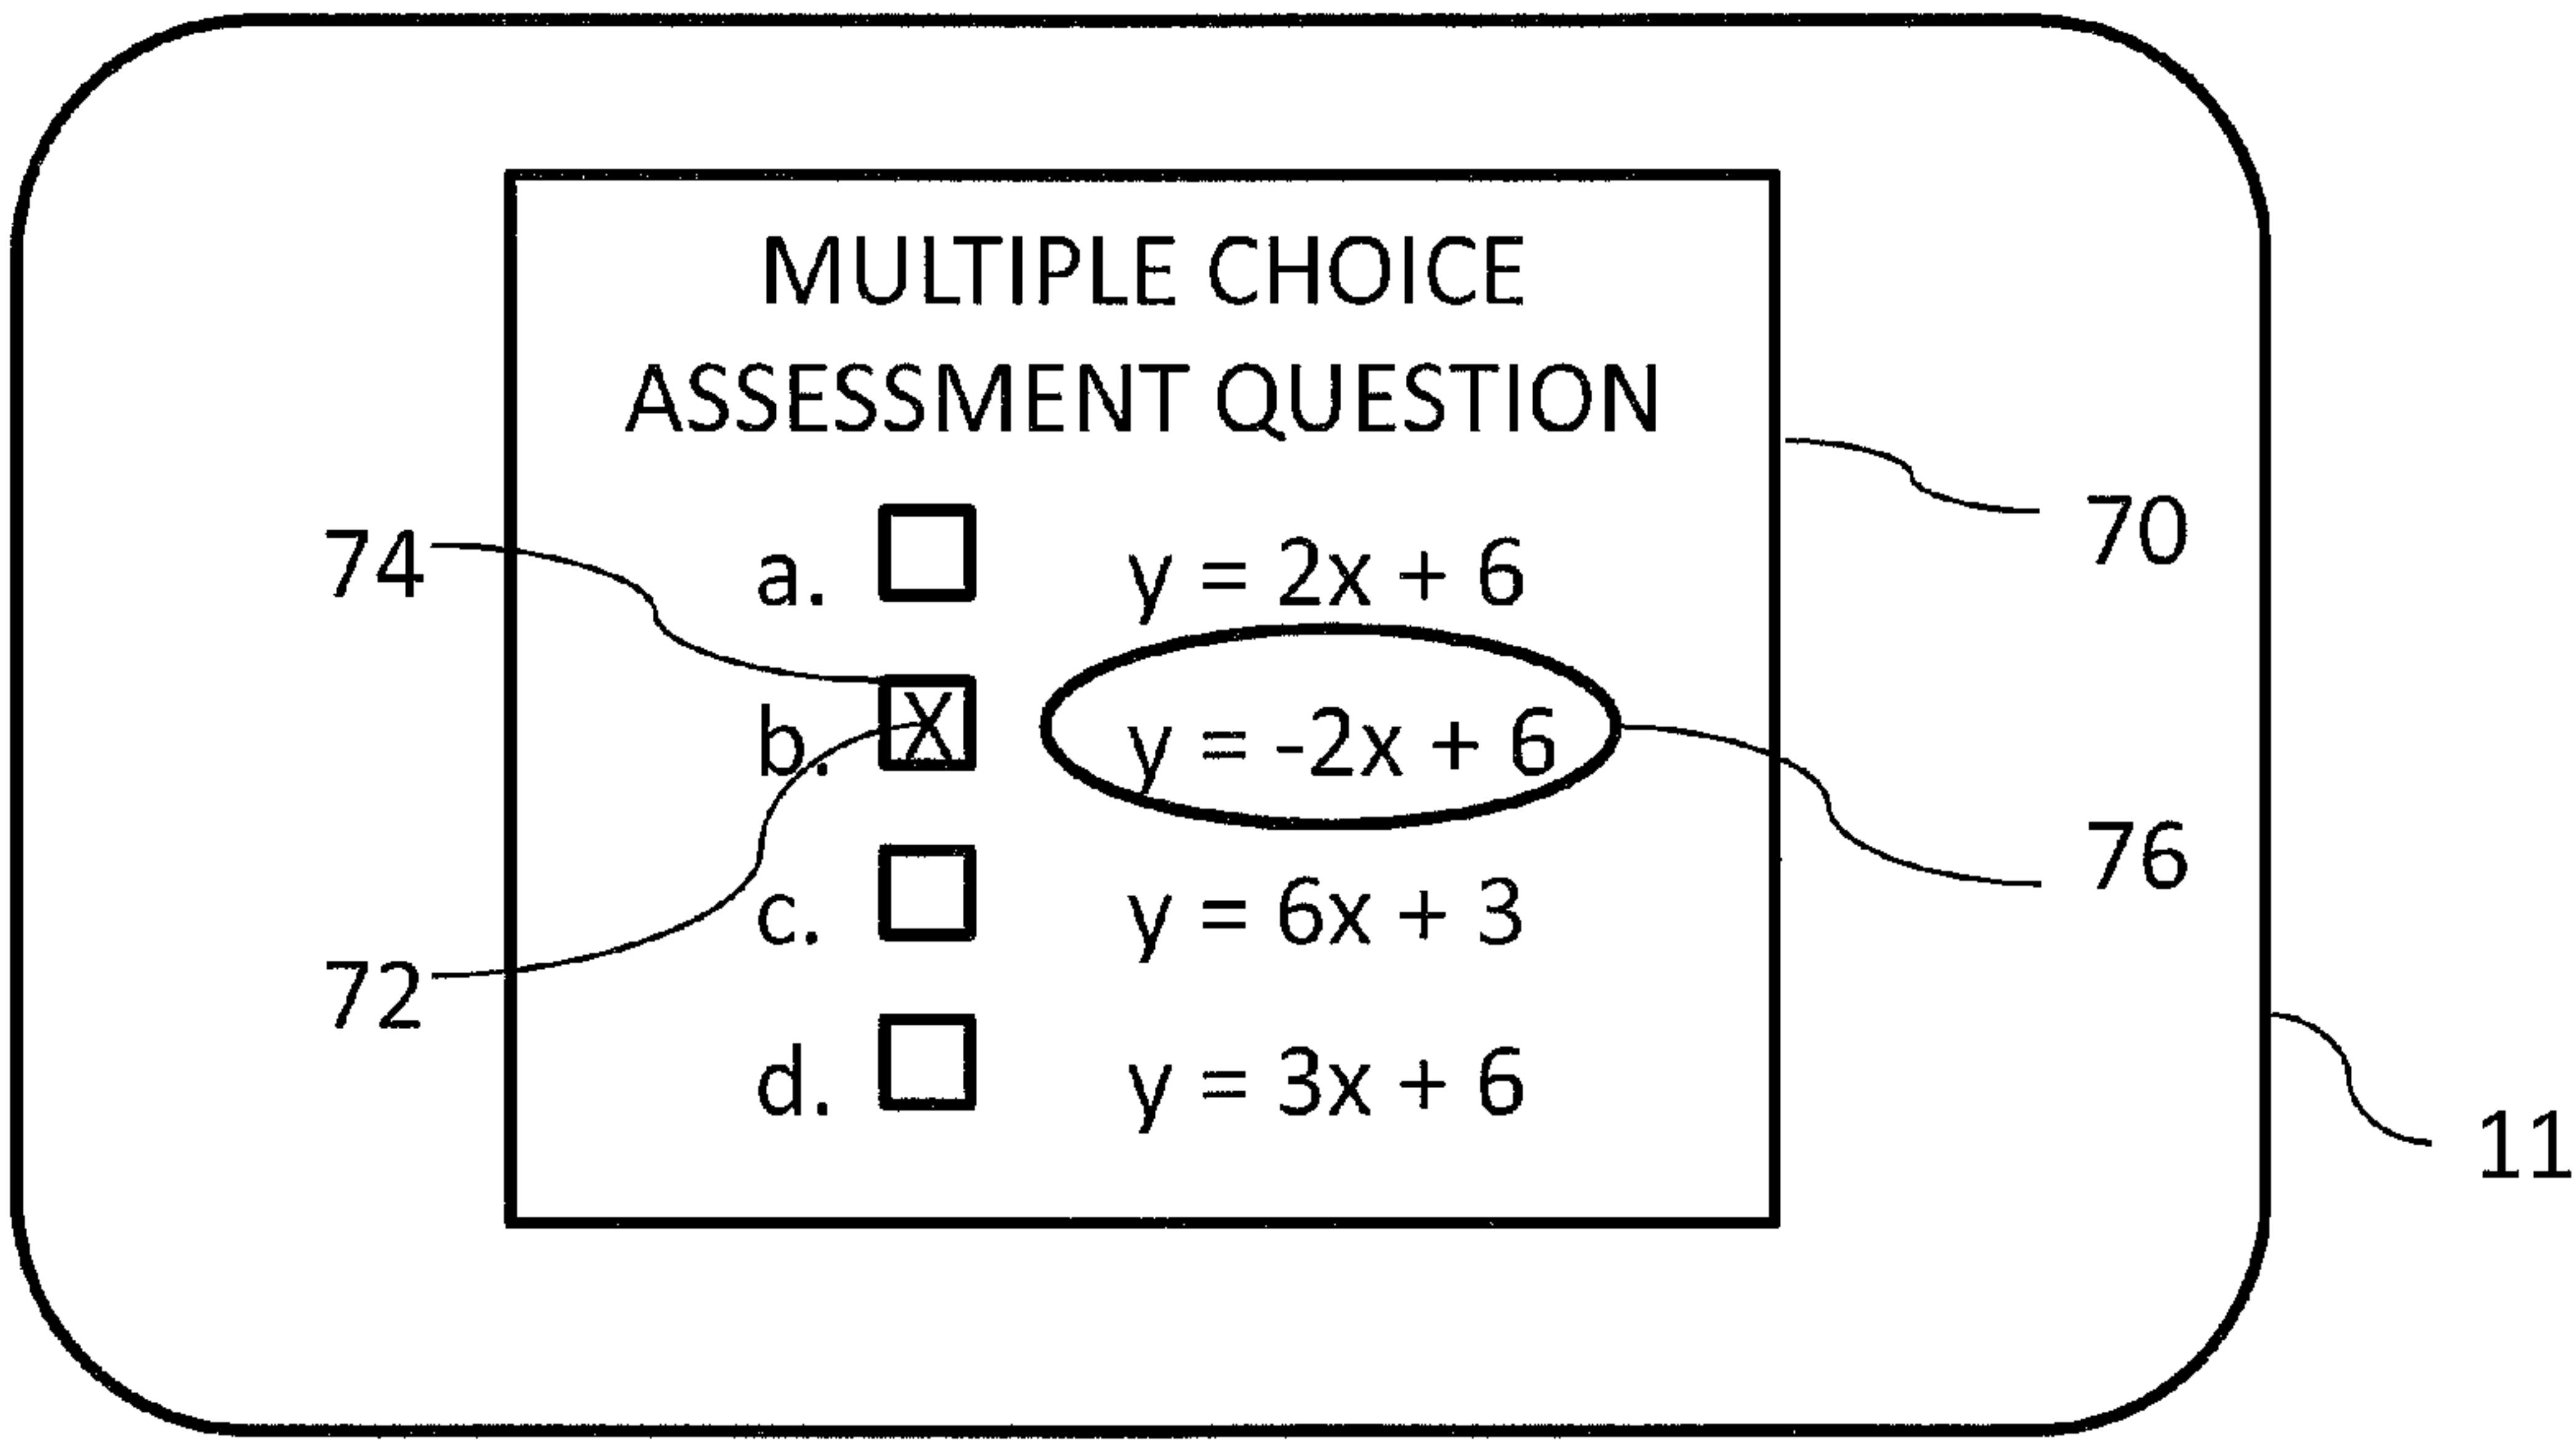 MULTIPLE CHOICE
ASSESSMENT QUESTION
70
74
a. y = 2x + 6
b. X y = -2x + 6
76
c. y = 6x + 3
72
d. y = 3x + 6
11